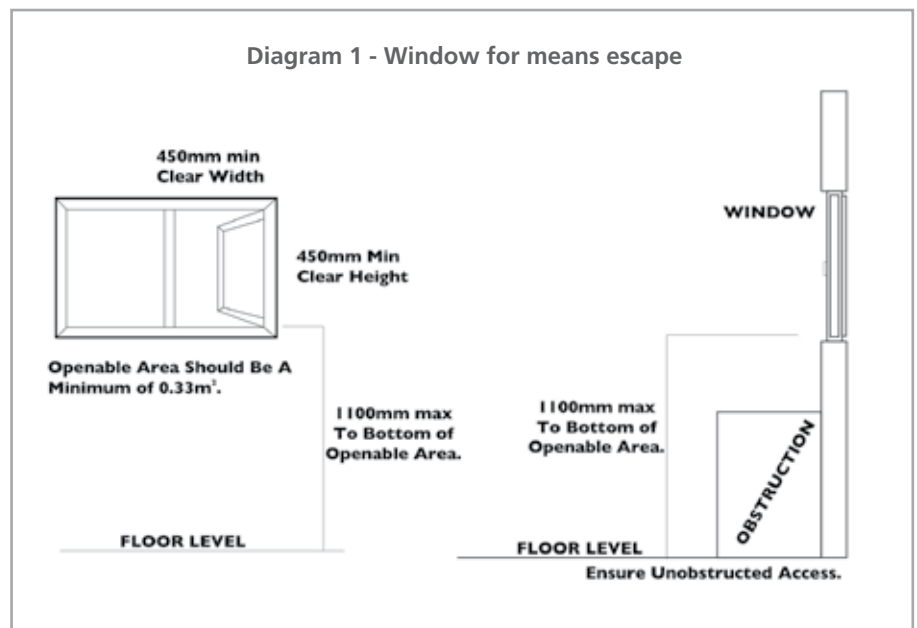 Diagram 1 - Window for means escape
450mm min
Clear Width
450mm Min
Clear Height
Openable Area Should Be A
Minimum of 0.33m².
1100mm max
To Bottom of
Openable Area.
FLOOR LEVEL
WINDOW
1100mm max
To Bottom of
Openable Area.
OBSTRUCTION
FLOOR LEVEL
Ensure Unobstructed Access.